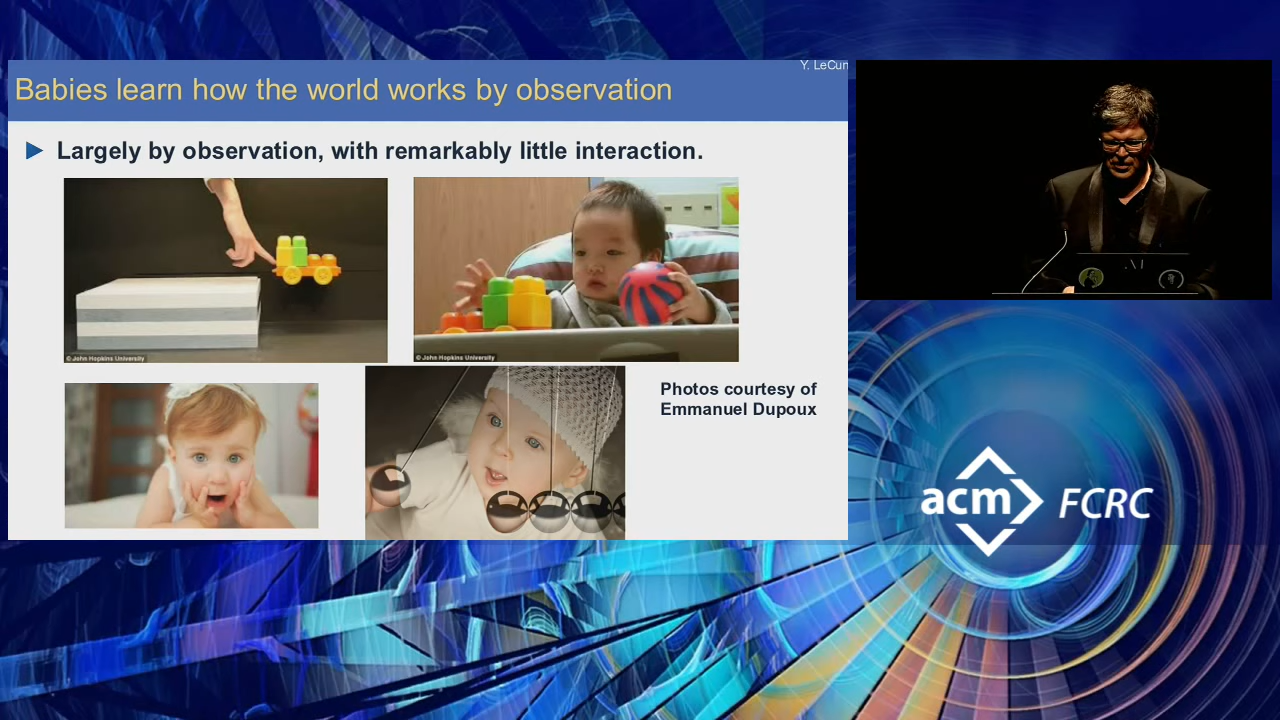 Y. LeCun
Babies learn how the world works by observation
Largely by observation, with remarkably little interaction.
© John Hopkins University
© John Hopkins University
Photos courtesy of
Emmanuel Dupoux
acm FCRC